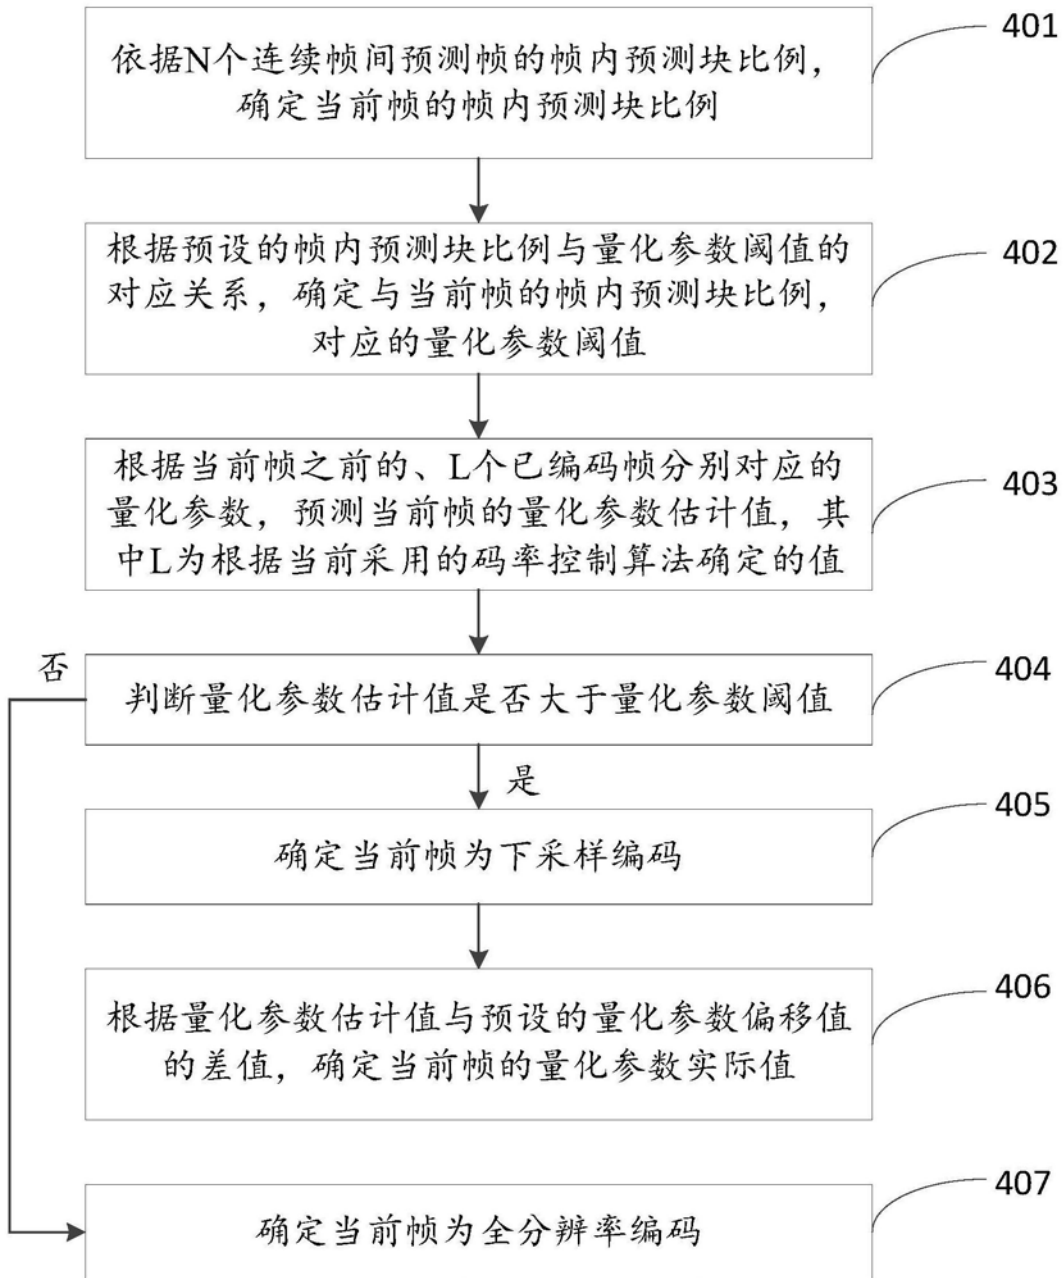 依据N个连续帧间预测帧的帧内预测块比例，
确定当前帧的帧内预测块比例
401
根据预设的帧内预测块比例与量化参数阈值的
对应关系，确定与当前帧的帧内预测块比例，
对应的量化参数阈值
402
根据当前帧之前的、L个已编码帧分别对应的
量化参数，预测当前帧的量化参数估计值，其
中L为根据当前采用的码率控制算法确定的值
403
否
判断量化参数估计值是否大于量化参数阈值
404
是
确定当前帧为下采样编码
405
根据量化参数估计值与预设的量化参数偏移值
的差值，确定当前帧的量化参数实际值
406
确定当前帧为全分辨率编码
407